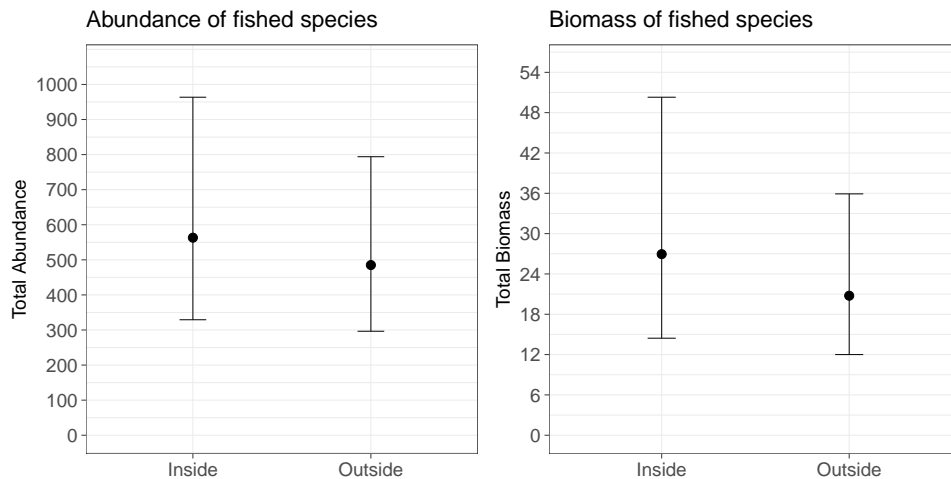 Abundance of fished species
Total Abundance
1000
900
800
700
600
500
400
300
200
100
0
Inside
Outside
Biomass of fished species
Total Biomass
54
48
42
36
30
24
18
12
6
0
Inside
Outside